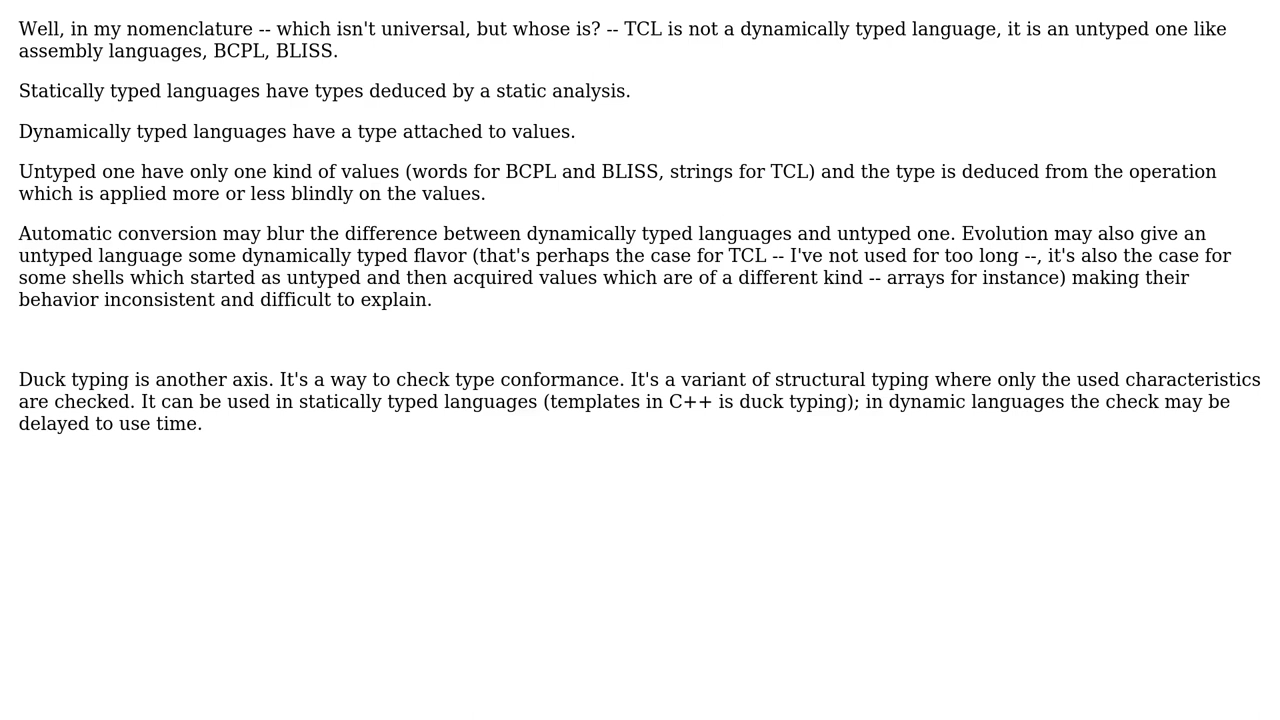 Well, in my nomenclature -- which isn't universal, but whose is? -- TCL is not a dynamically typed language, it is an untyped one like
assembly languages, BCPL, BLISS.
Statically typed languages have types deduced by a static analysis.
Dynamically typed languages have a type attached to values.
Untyped one have only one kind of values (words for BCPL and BLISS, strings for TCL) and the type is deduced from the operation
which is applied more or less blindly on the values.
Automatic conversion may blur the difference between dynamically typed languages and untyped one. Evolution may also give an
untyped language some dynamically typed flavor (that's perhaps the case for TCL -- I've not used for too long --, it's also the case for
some shells which started as untyped and then acquired values which are of a different kind -- arrays for instance) making their
behavior inconsistent and difficult to explain.
Duck typing is another axis. It's a way to check type conformance. It's a variant of structural typing where only the used characteristics
are checked. It can be used in statically typed languages (templates in C++ is duck typing); in dynamic languages the check may be
delayed to use time.